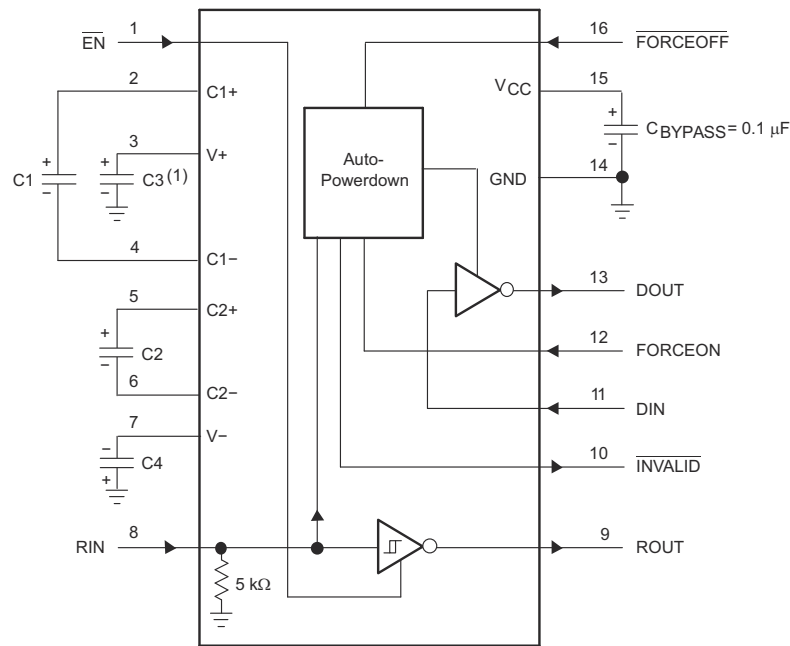 1
EN
2
C1+
3
V+
C1
+
−
+
−
C3(1)
4
C1−
5
C2+
+
−
C2
6
C2−
7
V−
−
+
C4
8
RIN
5 kΩ
Auto-
Powerdown
16
FORCEOFF
15
VCC
+
−
CBYPASS = 0.1 μF
14
GND
13
DOUT
12
FORCEON
11
DIN
10
INVALID
9
ROUT